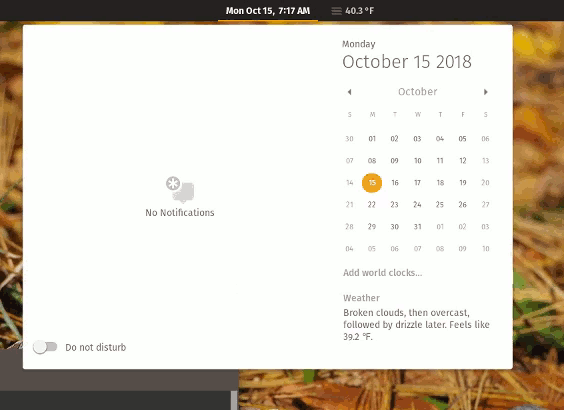 Mon Oct 15, 7:17 AM 40.3 °F
Monday
October 15 2018
October
S M T W T F S
30 01 02 03 04 05 06
07 08 09 10 11 12 13
14 15 16 17 18 19 20
21 22 23 24 25 26 27
28 29 30 31 01 02 03
04 05 06 07 08 09 10
No Notifications
Add world clocks...
Weather
Broken clouds, then overcast,
followed by drizzle later. Feels like
39.2 °F.
Do not disturb